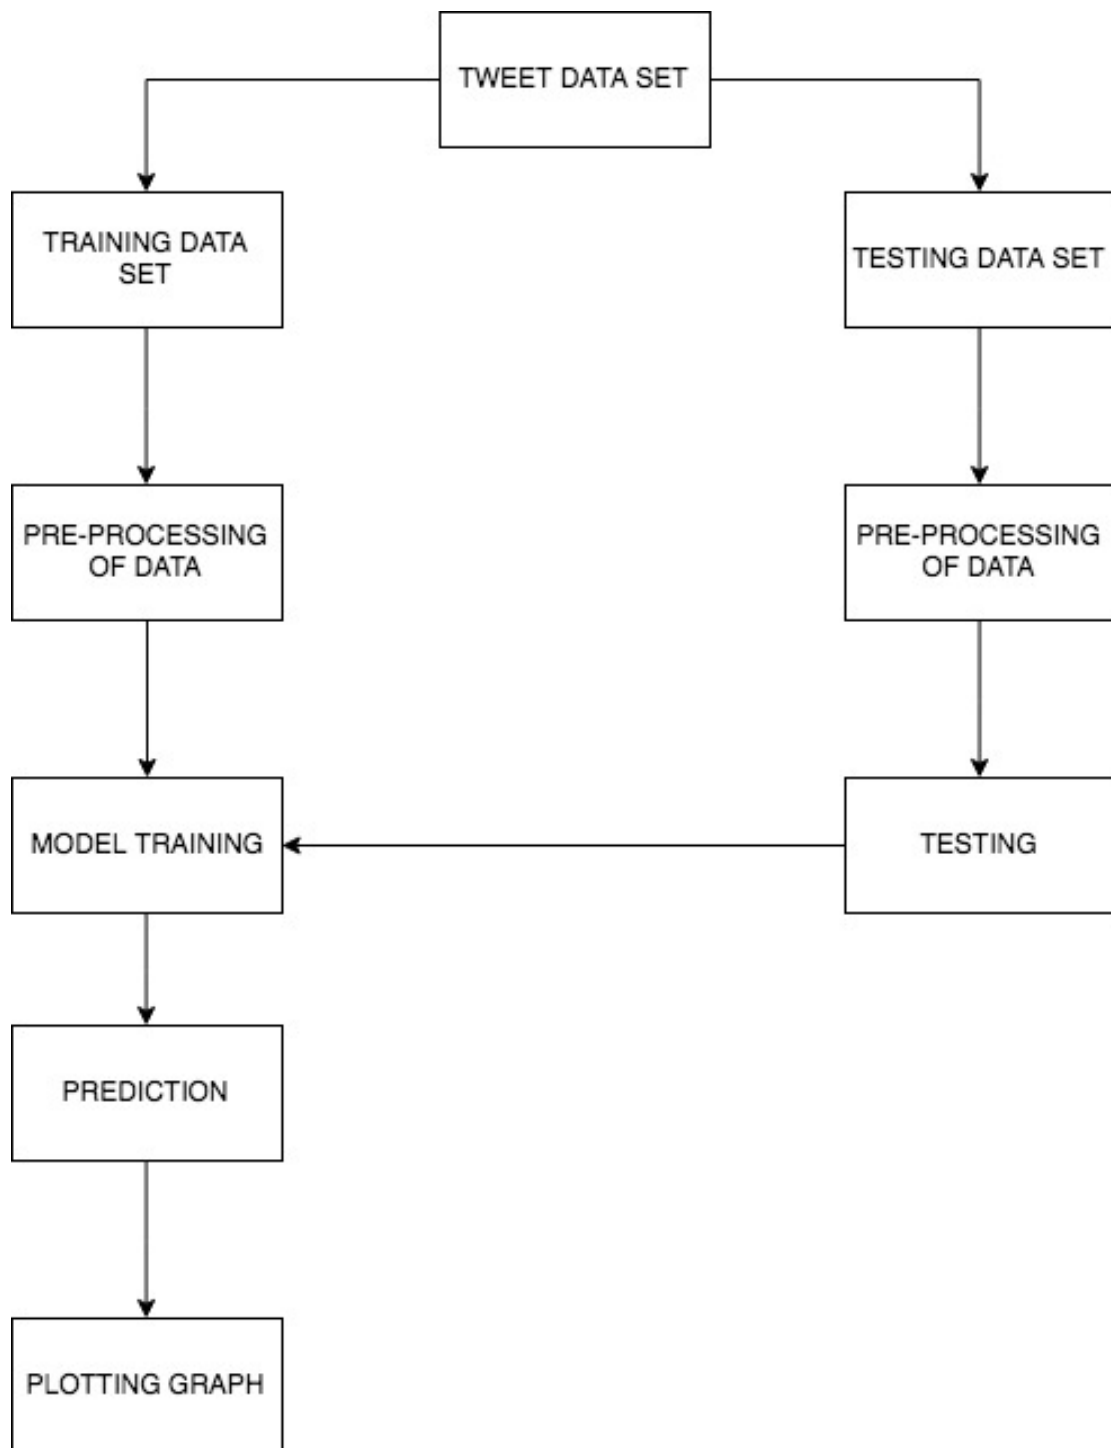 TWEET DATA SET
TRAINING DATA
SET
TESTING DATA SET
PRE-PROCESSING
OF DATA
PRE-PROCESSING
OF DATA
MODEL TRAINING
TESTING
PREDICTION
PLOTTING GRAPH